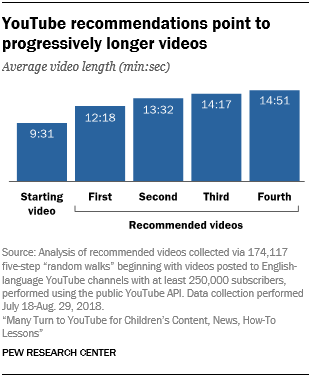 YouTube recommendations point to
progressively longer videos
Average video length (min:sec)
9:31
12:18
13:32
14:17
14:51
Starting
video
First
Second
Third
Fourth
Recommended videos
Source: Analysis of recommended videos collected via 174,117
five-step “random walks” beginning with videos posted to English-
language YouTube channels with at least 250,000 subscribers,
performed using the public YouTube API. Data collection performed
July 18-Aug. 29, 2018.
“Many Turn to YouTube for Children’s Content, News, How-To
Lessons”
PEW RESEARCH CENTER